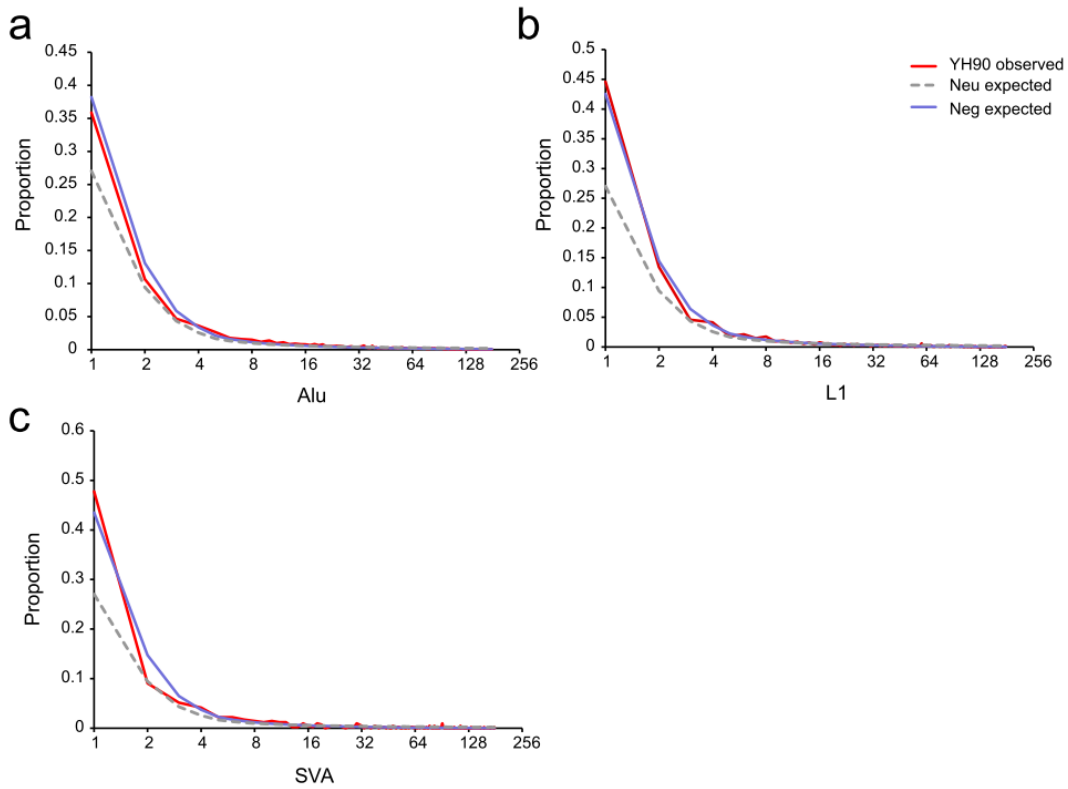 a
0.45
0.4
0.35
0.3
0.25
0.2
0.15
0.1
0.05
0
Proportion
1 2 4 8 16 32 64 128 256
Alu
b
0.5
0.45
0.4
0.35
0.3
0.25
0.2
0.15
0.1
0.05
0
Proportion
1 2 4 8 16 32 64 128 256
L1
YH90 observed
Neu expected
Neg expected
c
0.6
0.5
0.4
0.3
0.2
0.1
0
Proportion
1 2 4 8 16 32 64 128 256
SVA